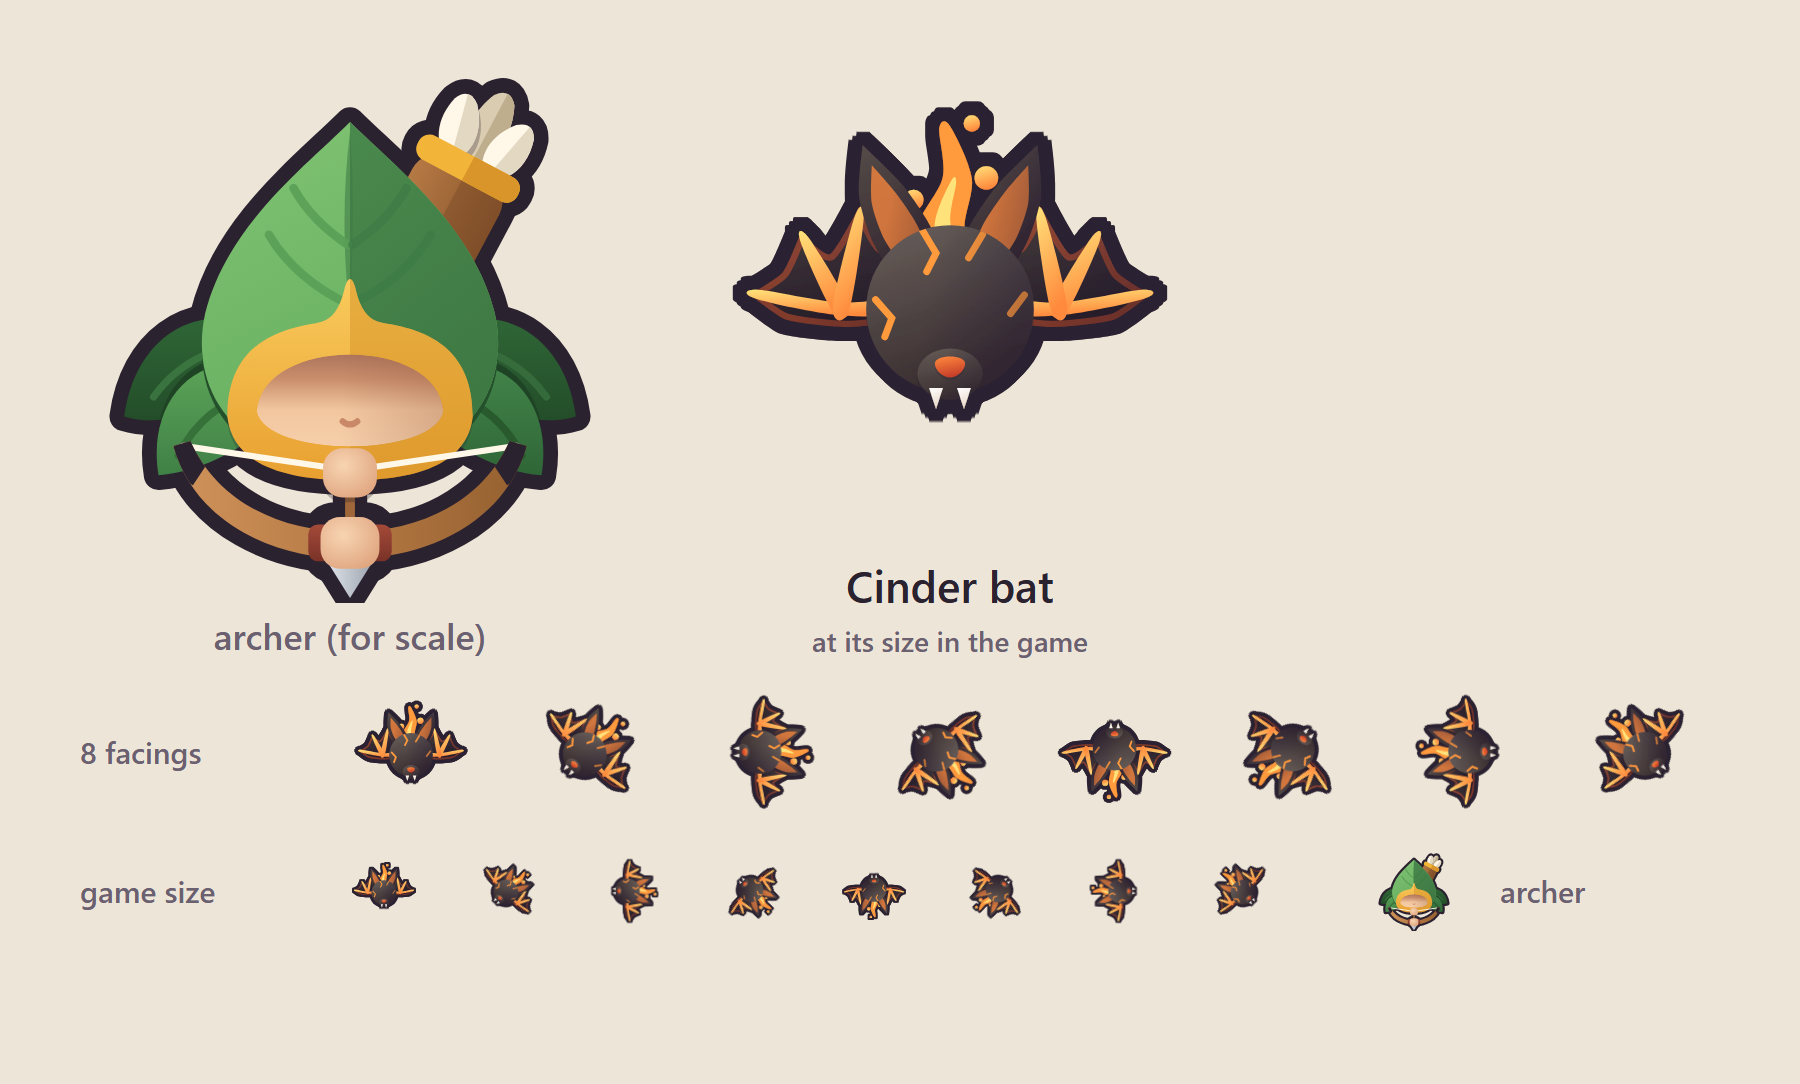 Cinder bat
archer (for scale)
at its size in the game
8 facings
game size
archer